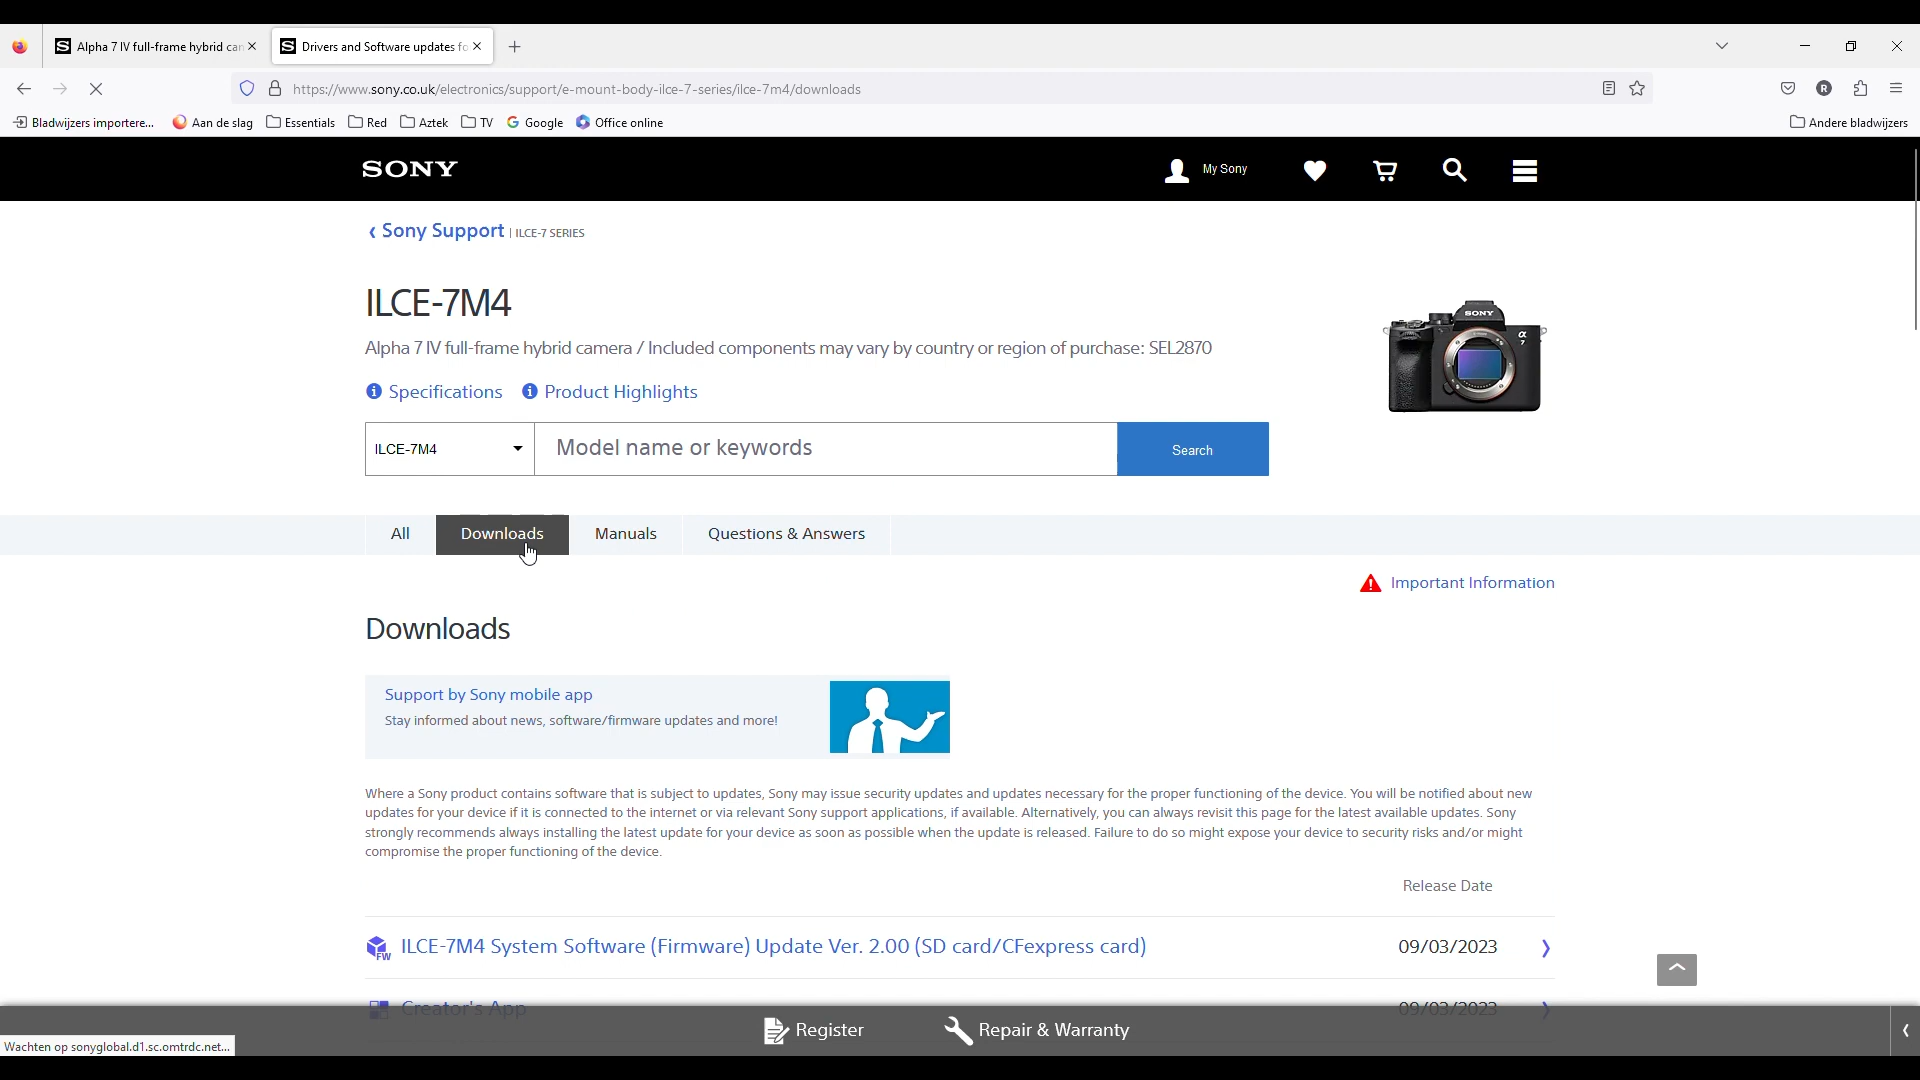 Alpha 7 IV full-frame hybrid can
Drivers and Software updates fo
https://www.sony.co.uk/electronics/support/e-mount-body-ilce-7-series/ilce-7m4/downloads
R
Bladwijzers importere... Aan de slag Essentials Red Aztek TV Google Office online Andere bladwijzers
SONY My Sony
Sony Support | ILCE-7 SERIES
ILCE-7M4
SONY
α
7
Alpha 7 IV full-frame hybrid camera / Included components may vary by country or region of purchase: SEL2870
Specifications Product Highlights
ILCE-7M4 Model name or keywords Search
All Downloads Manuals Questions & Answers
Important Information
Downloads
Support by Sony mobile app
Stay informed about news, software/firmware updates and more!
Where a Sony product contains software that is subject to updates, Sony may issue security updates and updates necessary for the proper functioning of the device. You will be notified about new
updates for your device if it is connected to the internet or via relevant Sony support applications, if available. Alternatively, you can always revisit this page for the latest available updates. Sony
strongly recommends always installing the latest update for your device as soon as possible when the update is released. Failure to do so might expose your device to security risks and/or might
compromise the proper functioning of the device.
Release Date
FW ILCE-7M4 System Software (Firmware) Update Ver. 2.00 (SD card/CFexpress card) 09/03/2023
Creator's App 09/03/2023
Register Repair & Warranty
Wachten op sonyglobal.d1.sc.omtrdc.net...